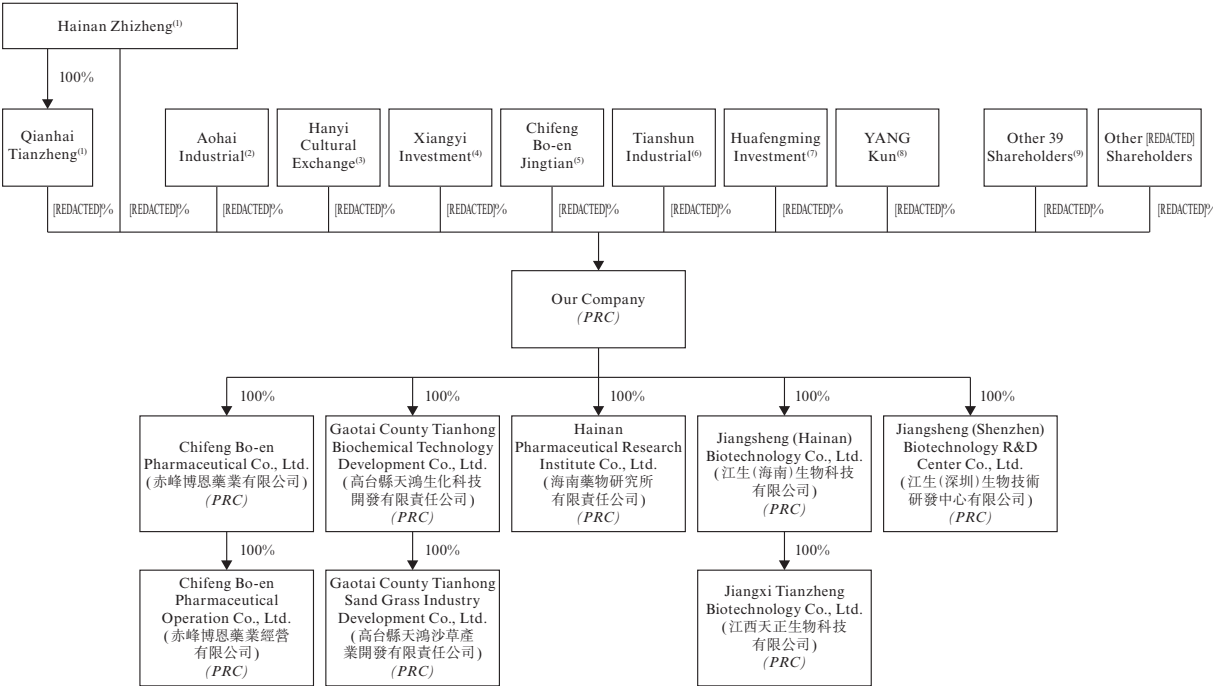 Hainan Zhizheng(1)
100%
Qianhai
Tianzheng(1)
Aohai
Industrial(2)
Hanyi
Cultural
Exchange(3)
Xiangyi
Investment(4)
Chifeng
Bo-en
Jingtian(5)
Tianshun
Industrial(6)
Huafengming
Investment(7)
YANG
Kun(8)
Other 39
Shareholders(9)
Other [REDACTED]
Shareholders
[REDACTED]%
[REDACTED]%
[REDACTED]%
[REDACTED]%
[REDACTED]%
[REDACTED]%
[REDACTED]%
[REDACTED]%
[REDACTED]%
[REDACTED]%
[REDACTED]%
Our Company
(PRC)
100%
100%
100%
100%
100%
Chifeng Bo-en
Pharmaceutical Co., Ltd.
(赤峰博恩藥業有限公司)
(PRC)
Gaotai County Tianhong
Biochemical Technology
Development Co., Ltd.
(高台縣天鴻生化科技
開發有限責任公司)
(PRC)
Hainan
Pharmaceutical Research
Institute Co., Ltd.
(海南藥物研究所
有限責任公司)
(PRC)
Jiangsheng (Hainan)
Biotechnology Co., Ltd.
(江生(海南)生物科技
有限公司)
(PRC)
Jiangsheng (Shenzhen)
Biotechnology R&D
Center Co., Ltd.
(江生(深圳)生物技術
研發中心有限公司)
(PRC)
100%
100%
100%
Chifeng Bo-en
Pharmaceutical
Operation Co., Ltd.
(赤峰博恩藥業經營
有限公司)
(PRC)
Gaotai County Tianhong
Sand Grass Industry
Development Co., Ltd.
(高台縣天鴻沙草產
業開發有限責任公司)
(PRC)
Jiangxi Tianzheng
Biotechnology Co., Ltd.
(江西天正生物科技
有限公司)
(PRC)